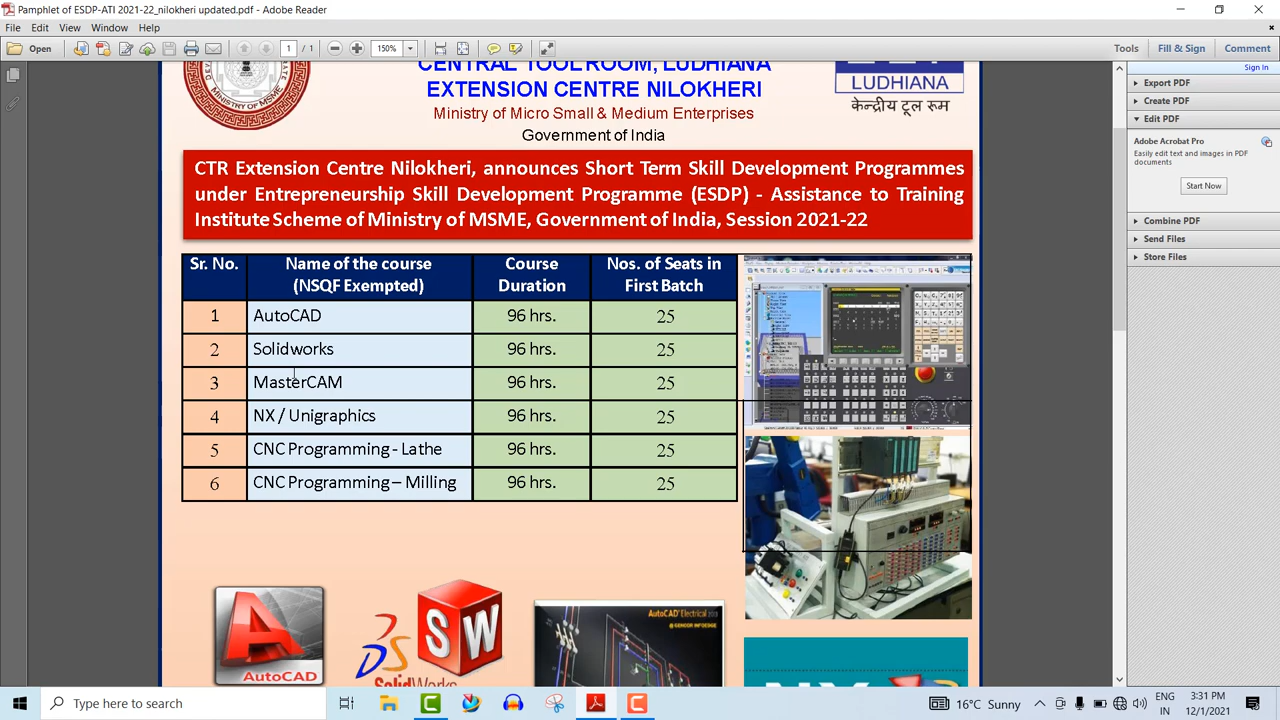 Pamphlet of ESDP-ATI 2021-22_nilokheri updated.pdf - Adobe Reader
File Edit View Window Help
Open 1 / 1 150% Tools Fill & Sign Comment
Sign In
Export PDF
Create PDF
Edit PDF
Adobe Acrobat Pro
Easily edit text and images in PDF
documents
Start Now
Combine PDF
Send Files
Store Files
MINISTRY OF MSME
CENTRAL TOOL ROOM, LUDHIANA
EXTENSION CENTRE NILOKHERI
Ministry of Micro Small & Medium Enterprises
Government of India
LUDHIANA
केन्द्रीय टूल रूम
CTR Extension Centre Nilokheri, announces Short Term Skill Development Programmes
under Entrepreneurship Skill Development Programme (ESDP) - Assistance to Training
Institute Scheme of Ministry of MSME, Government of India, Session 2021-22
Sr. No. Name of the course Course Nos. of Seats in
(NSQF Exempted) Duration First Batch
1 AutoCAD 96 hrs. 25
2 Solidworks 96 hrs. 25
3 MasterCAM 96 hrs. 25
4 NX / Unigraphics 96 hrs. 25
5 CNC Programming - Lathe 96 hrs. 25
6 CNC Programming – Milling 96 hrs. 25
AutoCAD
SW
SolidWorks
AutoCAD Electrical 2013
NX
Type here to search
16°C Sunny
ENG
IN
3:31 PM
12/1/2021